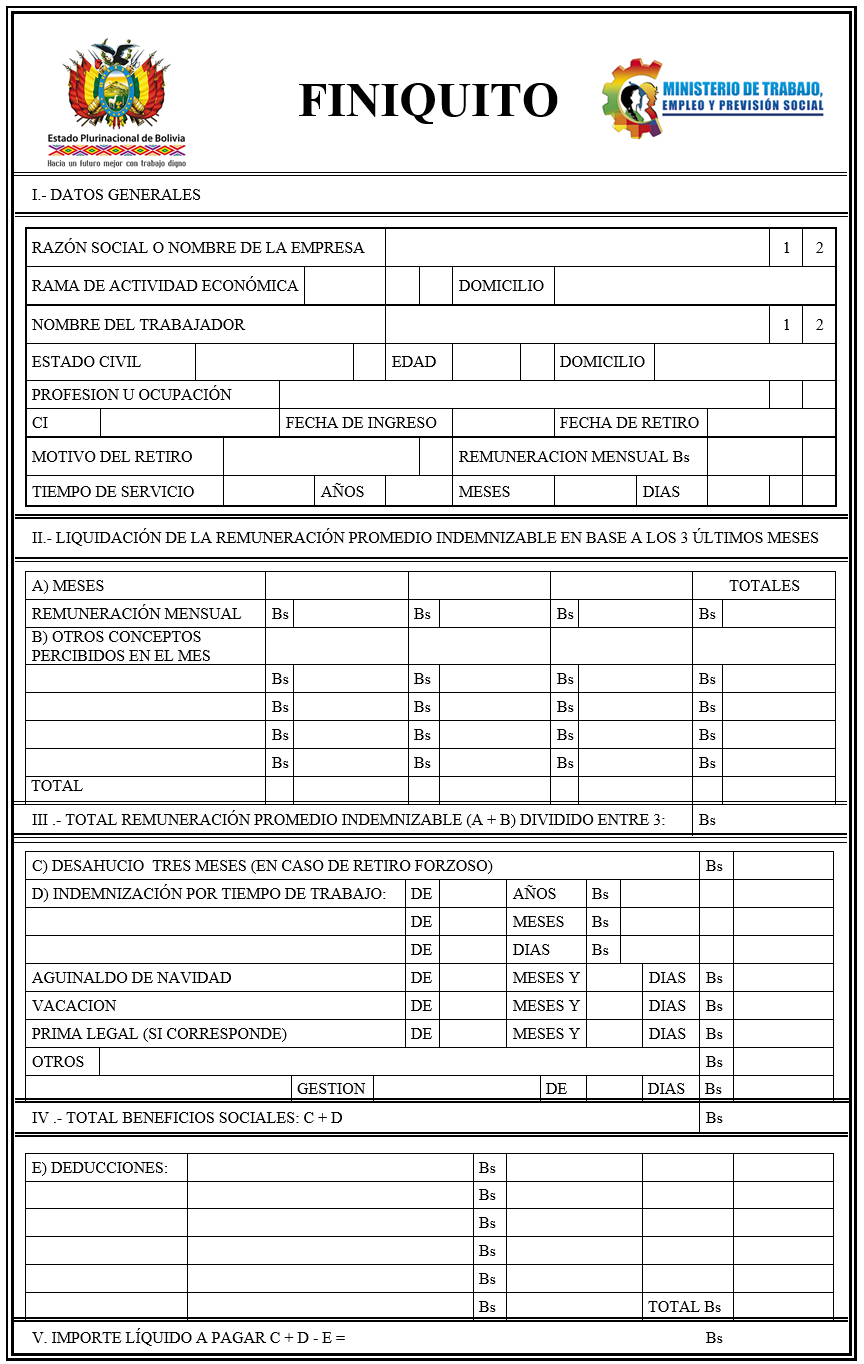 Estado Plurinacional de Bolivia
Hacia un futuro mejor con trabajo digno
FINIQUITO
MINISTERIO DE TRABAJO,
EMPLEO Y PREVISIÓN SOCIAL
I.- DATOS GENERALES
RAZÓN SOCIAL O NOMBRE DE LA EMPRESA 1 2
RAMA DE ACTIVIDAD ECONÓMICA DOMICILIO
NOMBRE DEL TRABAJADOR 1 2
ESTADO CIVIL EDAD DOMICILIO
PROFESION U OCUPACIÓN
CI FECHA DE INGRESO FECHA DE RETIRO
MOTIVO DEL RETIRO REMUNERACION MENSUAL Bs
TIEMPO DE SERVICIO AÑOS MESES DIAS
II.- LIQUIDACIÓN DE LA REMUNERACIÓN PROMEDIO INDEMNIZABLE EN BASE A LOS 3 ÚLTIMOS MESES
A) MESES TOTALES
REMUNERACIÓN MENSUAL Bs Bs Bs Bs
B) OTROS CONCEPTOS
PERCIBIDOS EN EL MES
Bs Bs Bs Bs
Bs Bs Bs Bs
Bs Bs Bs Bs
Bs Bs Bs Bs
TOTAL
III .- TOTAL REMUNERACIÓN PROMEDIO INDEMNIZABLE (A + B) DIVIDIDO ENTRE 3: Bs
C) DESAHUCIO TRES MESES (EN CASO DE RETIRO FORZOSO) Bs
D) INDEMNIZACIÓN POR TIEMPO DE TRABAJO: DE AÑOS Bs
DE MESES Bs
DE DIAS Bs
AGUINALDO DE NAVIDAD DE MESES Y DIAS Bs
VACACION DE MESES Y DIAS Bs
PRIMA LEGAL (SI CORRESPONDE) DE MESES Y DIAS Bs
OTROS Bs
GESTION DE DIAS Bs
IV .- TOTAL BENEFICIOS SOCIALES: C + D Bs
E) DEDUCCIONES: Bs
Bs
Bs
Bs
Bs
Bs TOTAL Bs
V. IMPORTE LÍQUIDO A PAGAR C + D - E = Bs